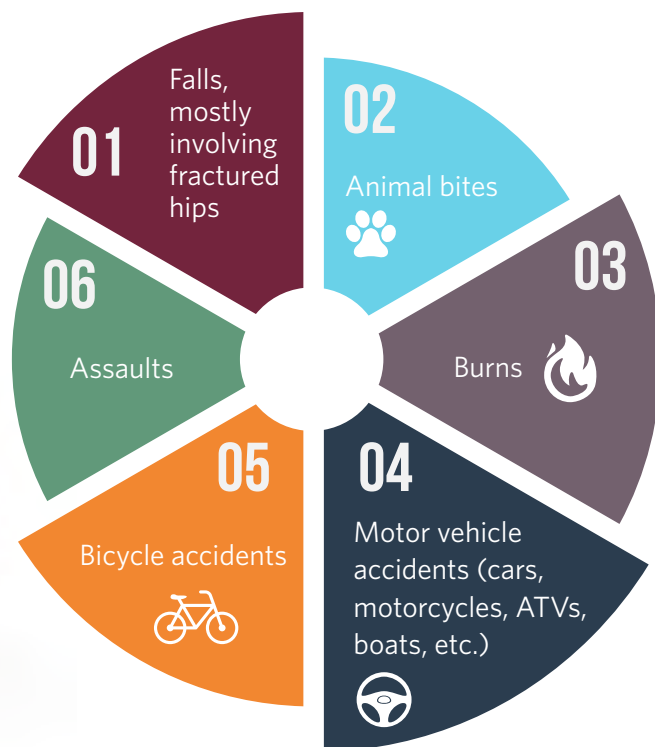 01
Falls,
mostly
involving
fractured
hips
02
Animal bites
03
Burns
04
Motor vehicle
accidents (cars,
motorcycles, ATVs,
boats, etc.)
05
Bicycle accidents
06
Assaults